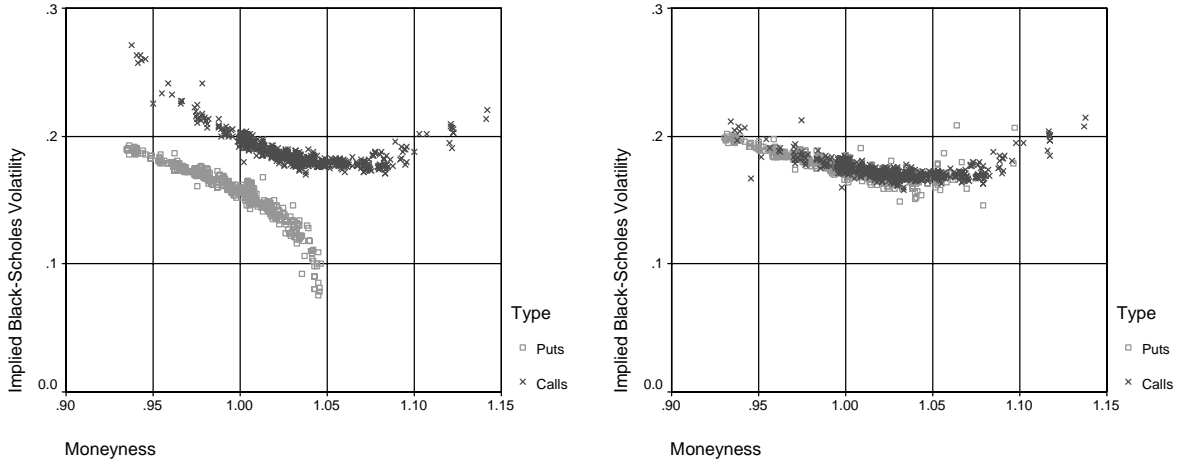 .3
.2
.1
0.0
Implied Black-Scholes Volatility
.90 .95 1.00 1.05 1.10 1.15
Moneyness
Type
Puts
Calls
.3
.2
.1
0.0
Implied Black-Scholes Volatility
.90 .95 1.00 1.05 1.10 1.15
Moneyness
Type
Puts
Calls